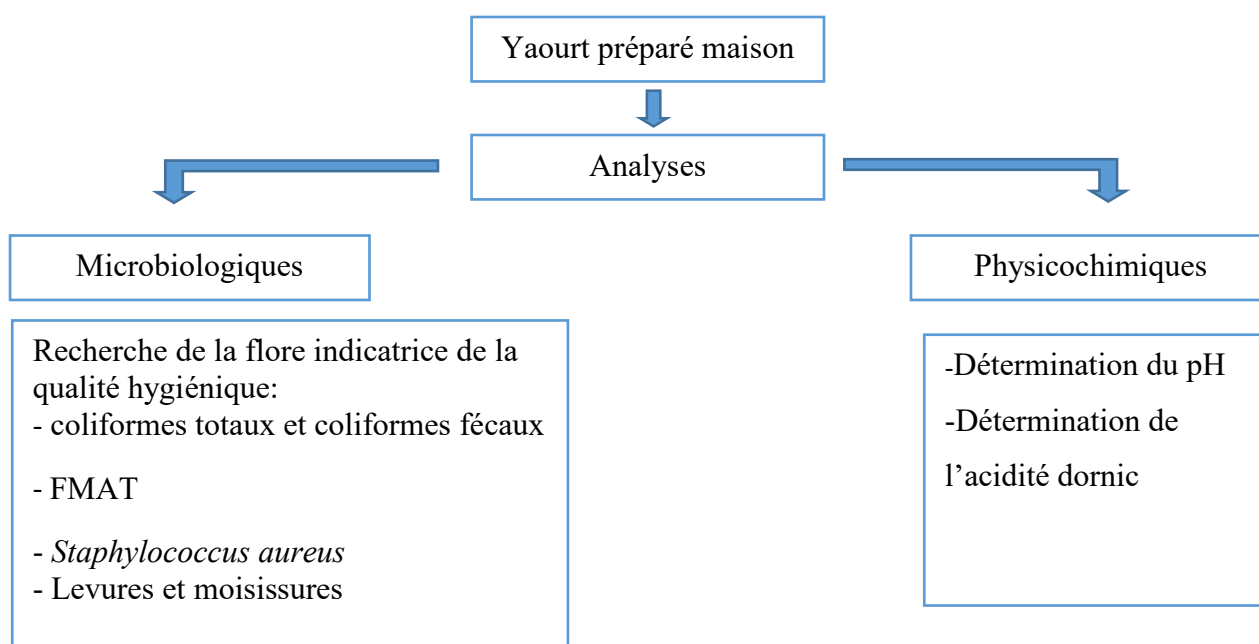 Yaourt préparé maison
Analyses
Microbiologiques
Physicochimiques
Recherche de la flore indicatrice de la
qualité hygiénique:
- coliformes totaux et coliformes fécaux
- FMAT
- Staphylococcus aureus
- Levures et moisissures
-Détermination du pH
-Détermination de
l’acidité dornic